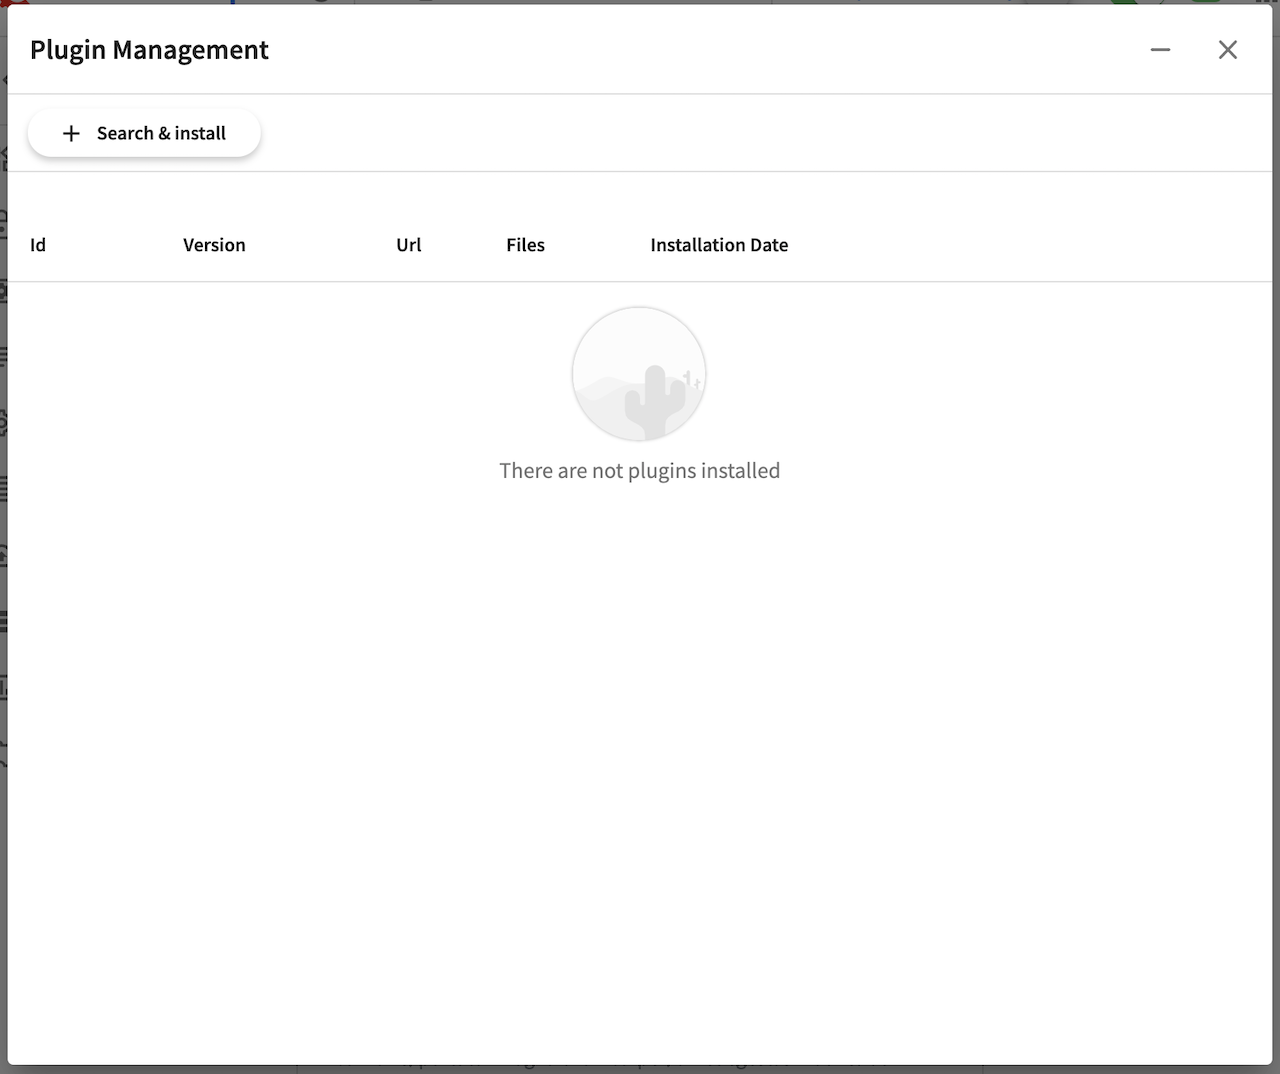 Plugin Management
Search & install
Id Version Url Files Installation Date
There are not plugins installed